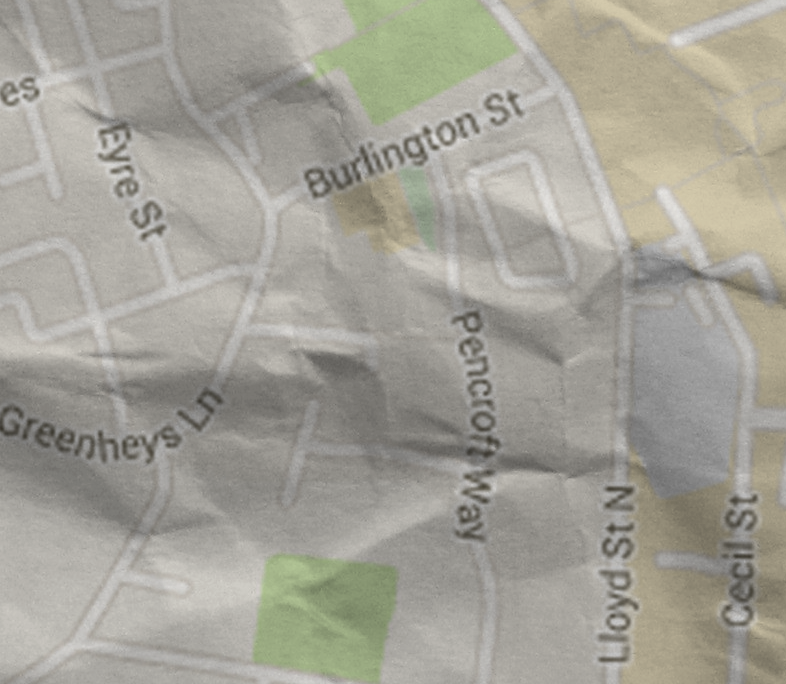 es
Eyre St
Burlington St
Greenheys Ln
Pencroft Way
Lloyd St N
Cecil St